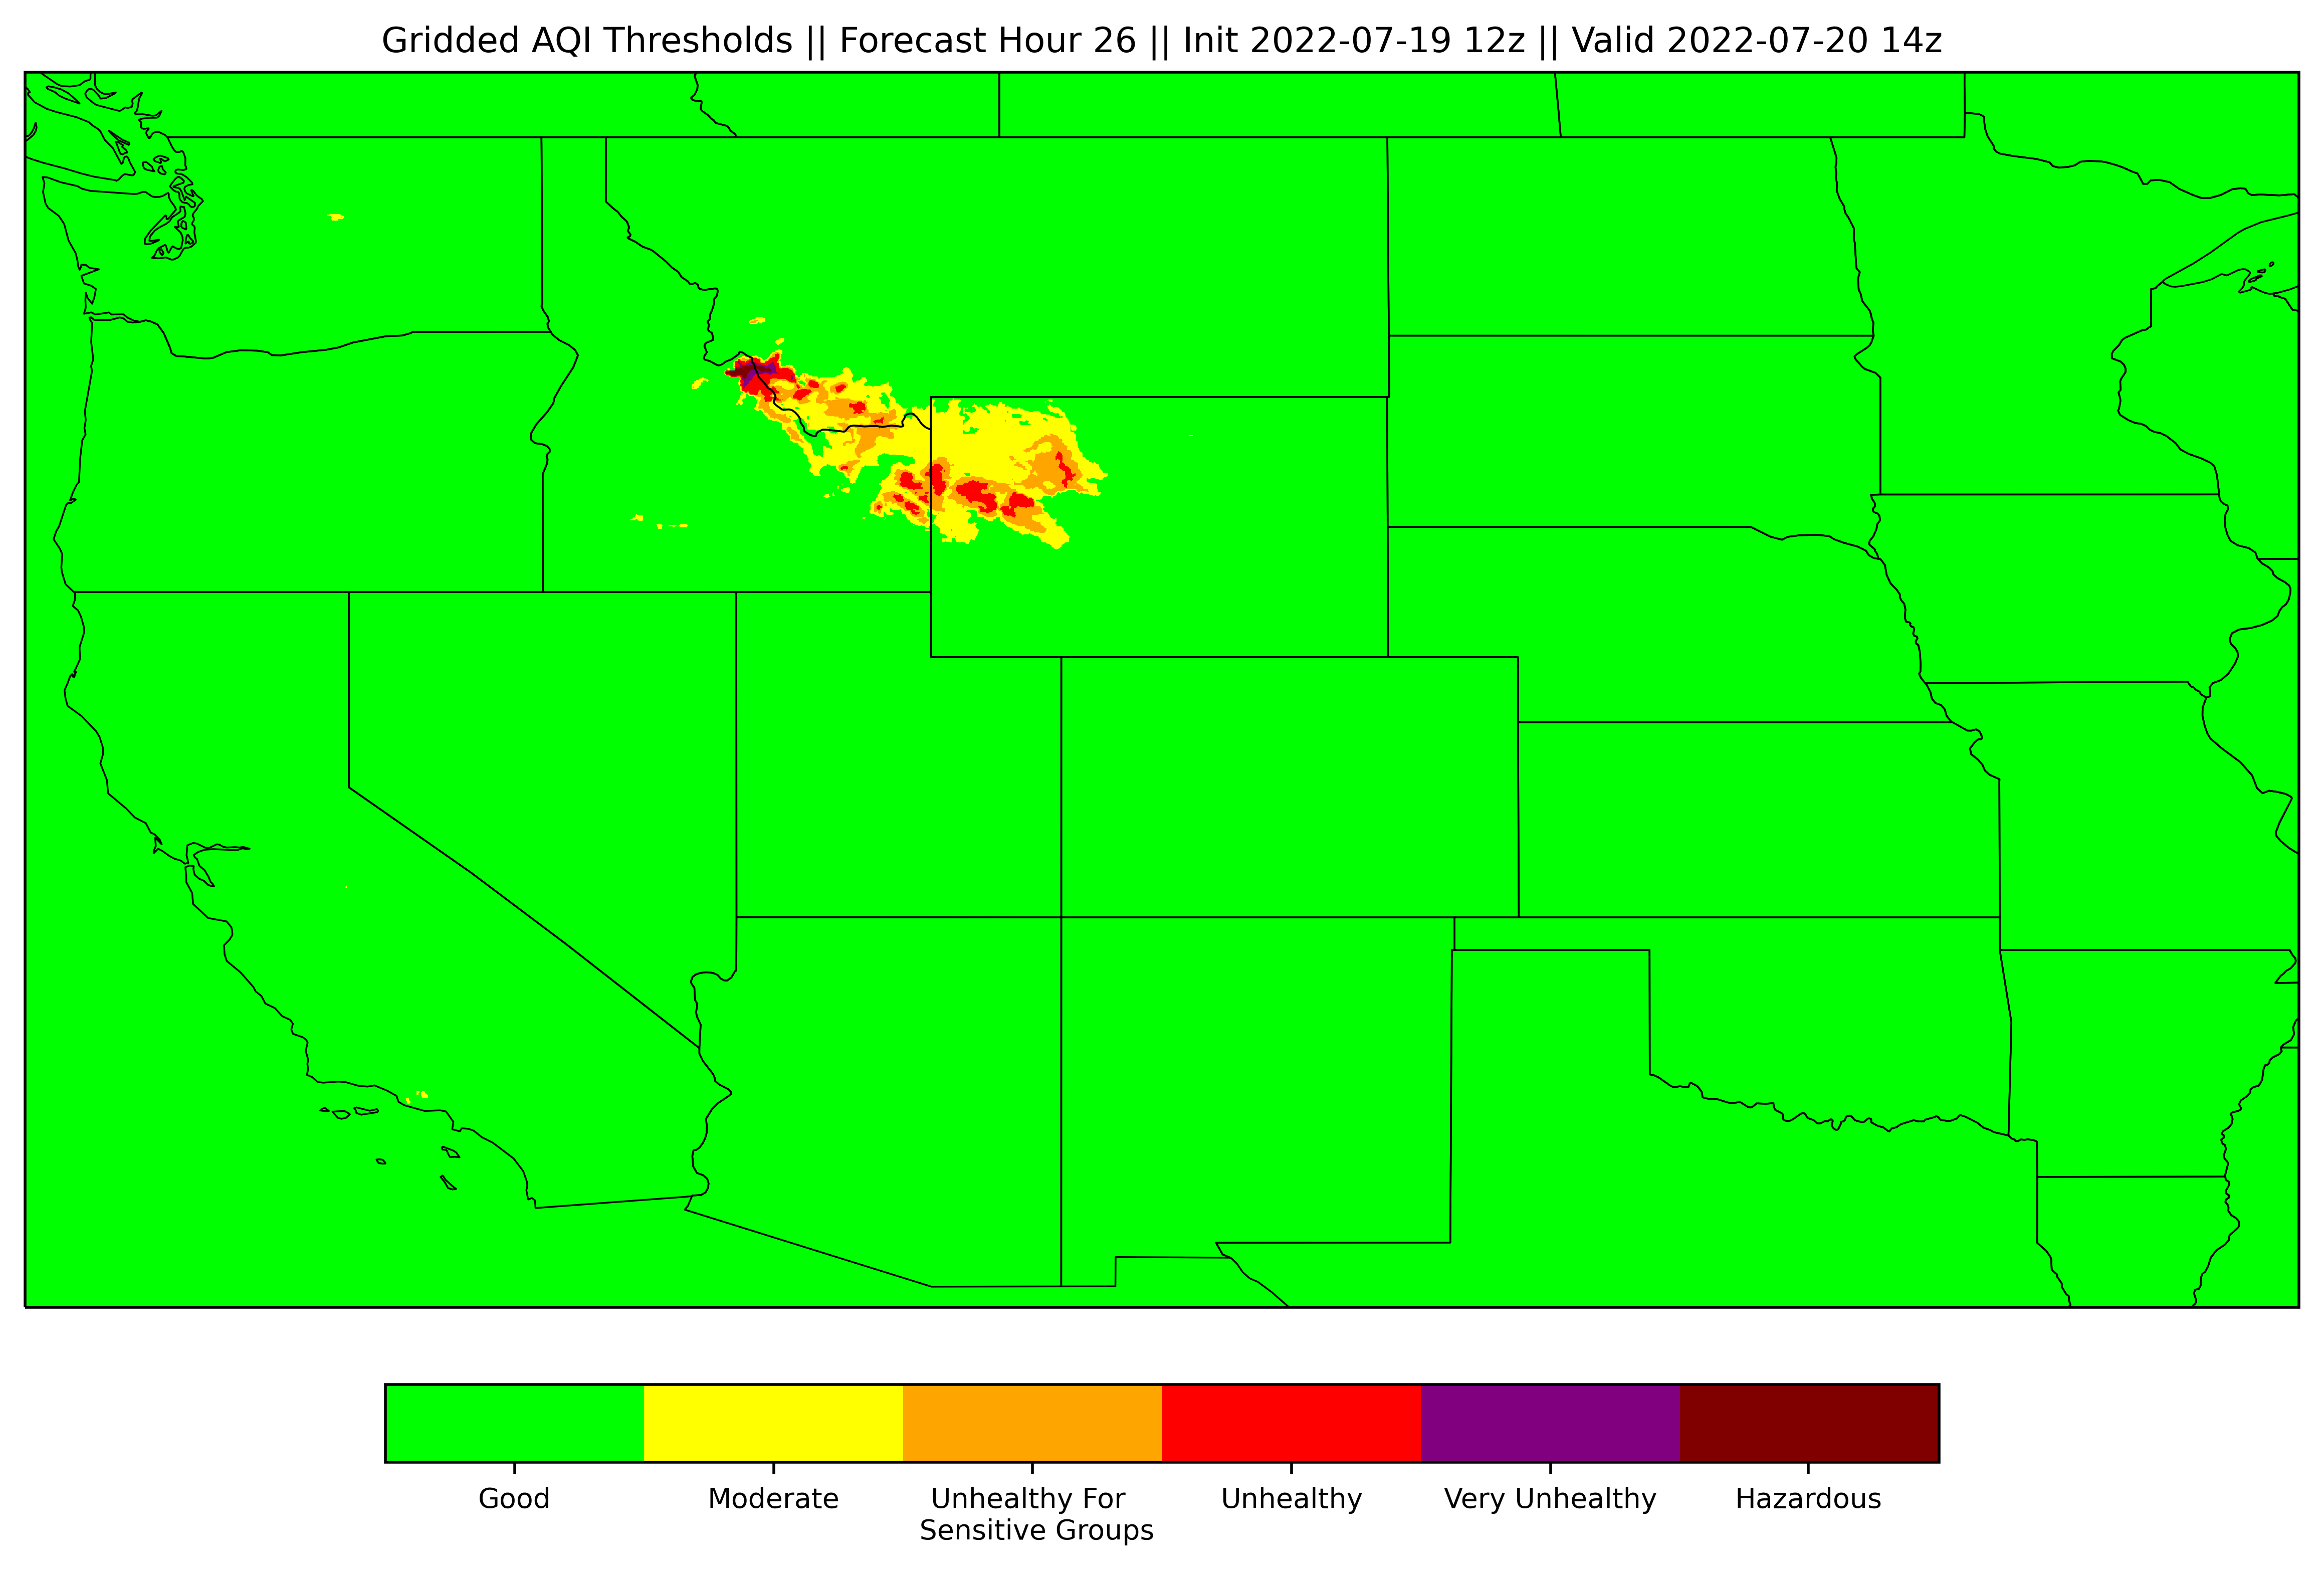 Gridded AQI Thresholds || Forecast Hour 26 || Init 2022-07-19 12z || Valid 2022-07-20 14z
Good
Moderate
Unhealthy For
Sensitive Groups
Unhealthy
Very Unhealthy
Hazardous